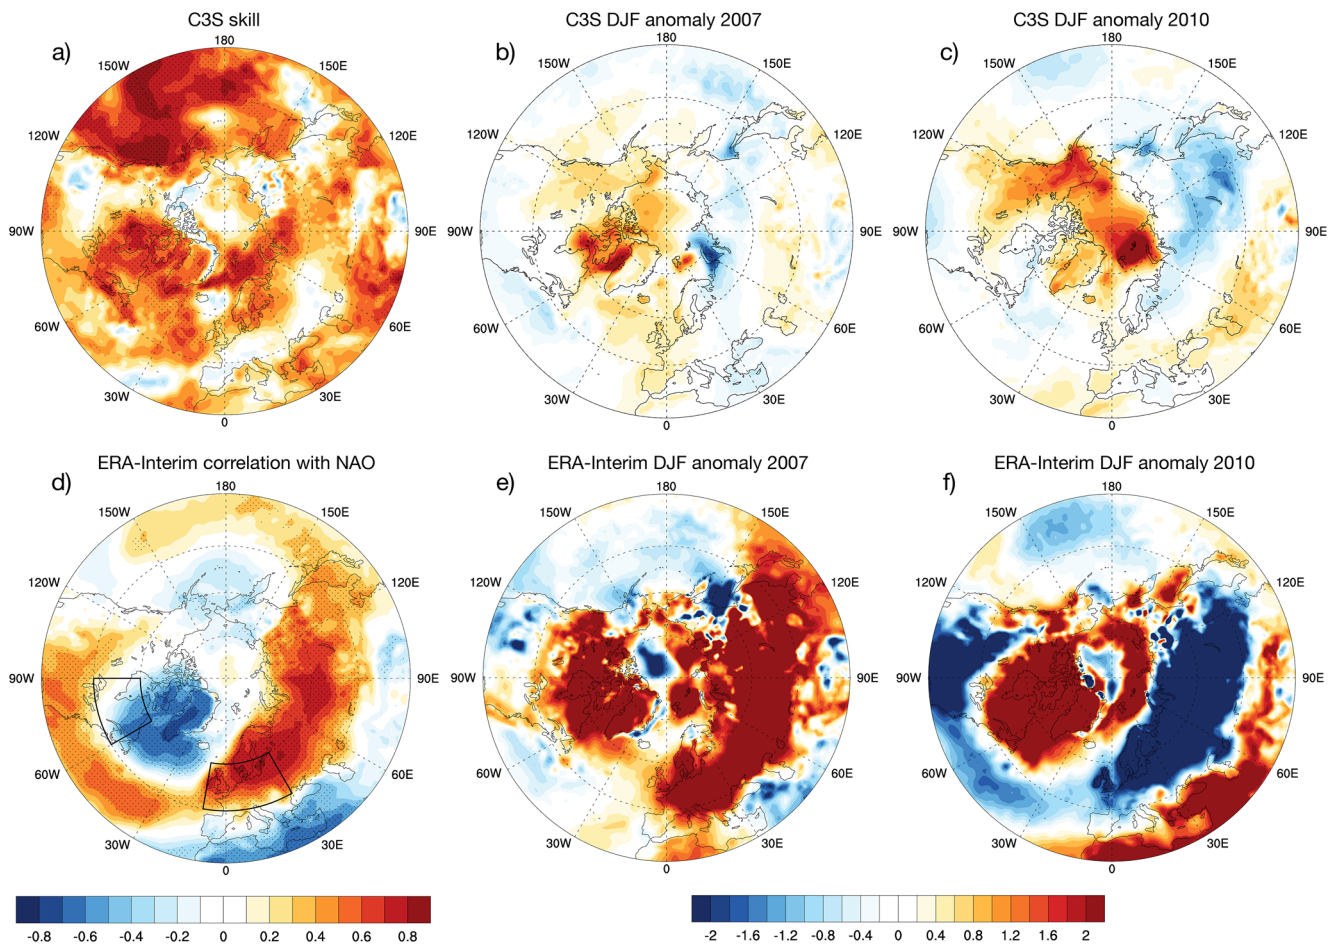 C3S skill
C3S DJF anomaly 2007
C3S DJF anomaly 2010
a)
b)
c)
180
150W
150E
120W
120E
90W
90E
60W
60E
30W
30E
0
180
150W
150E
120W
120E
90W
90E
60W
60E
30W
30E
0
180
150W
150E
120W
120E
90W
90E
60W
60E
30W
30E
0
ERA-Interim correlation with NAO
ERA-Interim DJF anomaly 2007
ERA-Interim DJF anomaly 2010
d)
e)
f)
180
150W
150E
120W
120E
90W
90E
60W
60E
30W
30E
0
180
150W
150E
120W
120E
90W
90E
60W
60E
30W
30E
0
180
150W
150E
120W
120E
90W
90E
60W
60E
30W
30E
0
-0.8 -0.6 -0.4 -0.2 0 0.2 0.4 0.6 0.8
-2 -1.6 -1.2 -0.8 -0.4 0 0.4 0.8 1.2 1.6 2